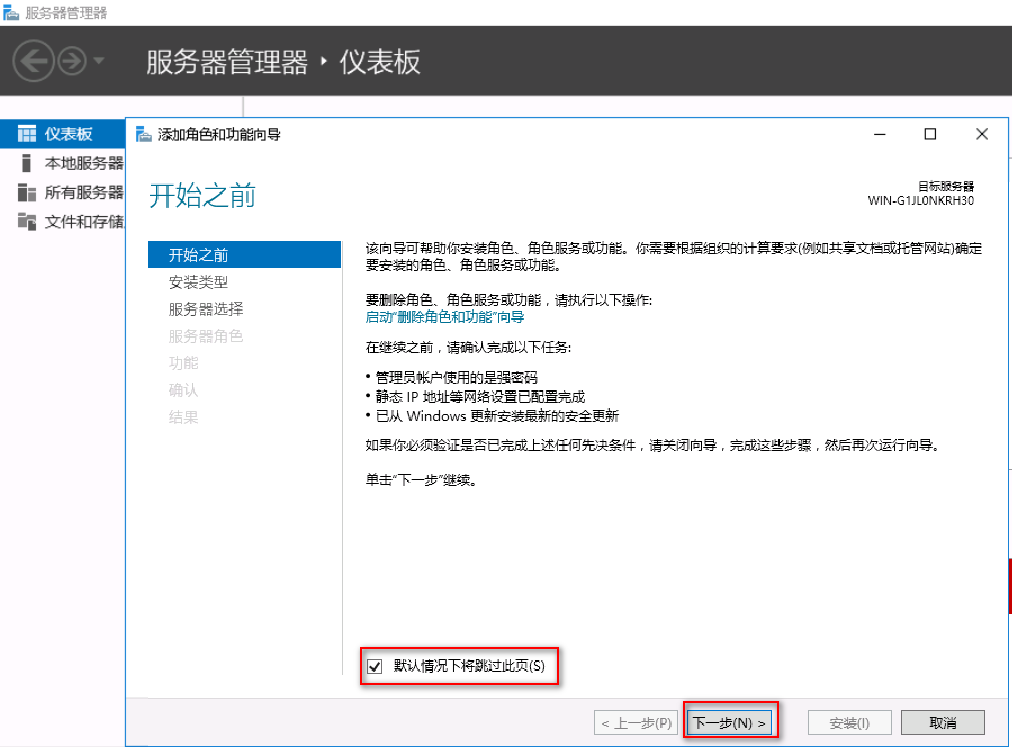 服务器管理器
服务器管理器 · 仪表板
仪表板
本地服务器
所有服务器
文件和存储
添加角色和功能向导
开始之前
目标服务器
WIN-G1JL0NKRH30
开始之前
安装类型
服务器选择
服务器角色
功能
确认
结果
该向导可帮助你安装角色、角色服务或功能。你需要根据组织的计算要求(例如共享文档或托管网站)确定
要安装的角色、角色服务或功能。
要删除角色、角色服务或功能，请执行以下操作:
启动“删除角色和功能”向导
在继续之前，请确认完成以下任务:
• 管理员帐户使用的是强密码
• 静态 IP 地址等网络设置已配置完成
• 已从 Windows 更新安装最新的安全更新
如果你必须验证是否已完成上述任何先决条件，请关闭向导，完成这些步骤，然后再次运行向导。
单击“下一步”继续。
默认情况下将跳过此页(S)
< 上一步(P)
下一步(N) >
安装(I)
取消